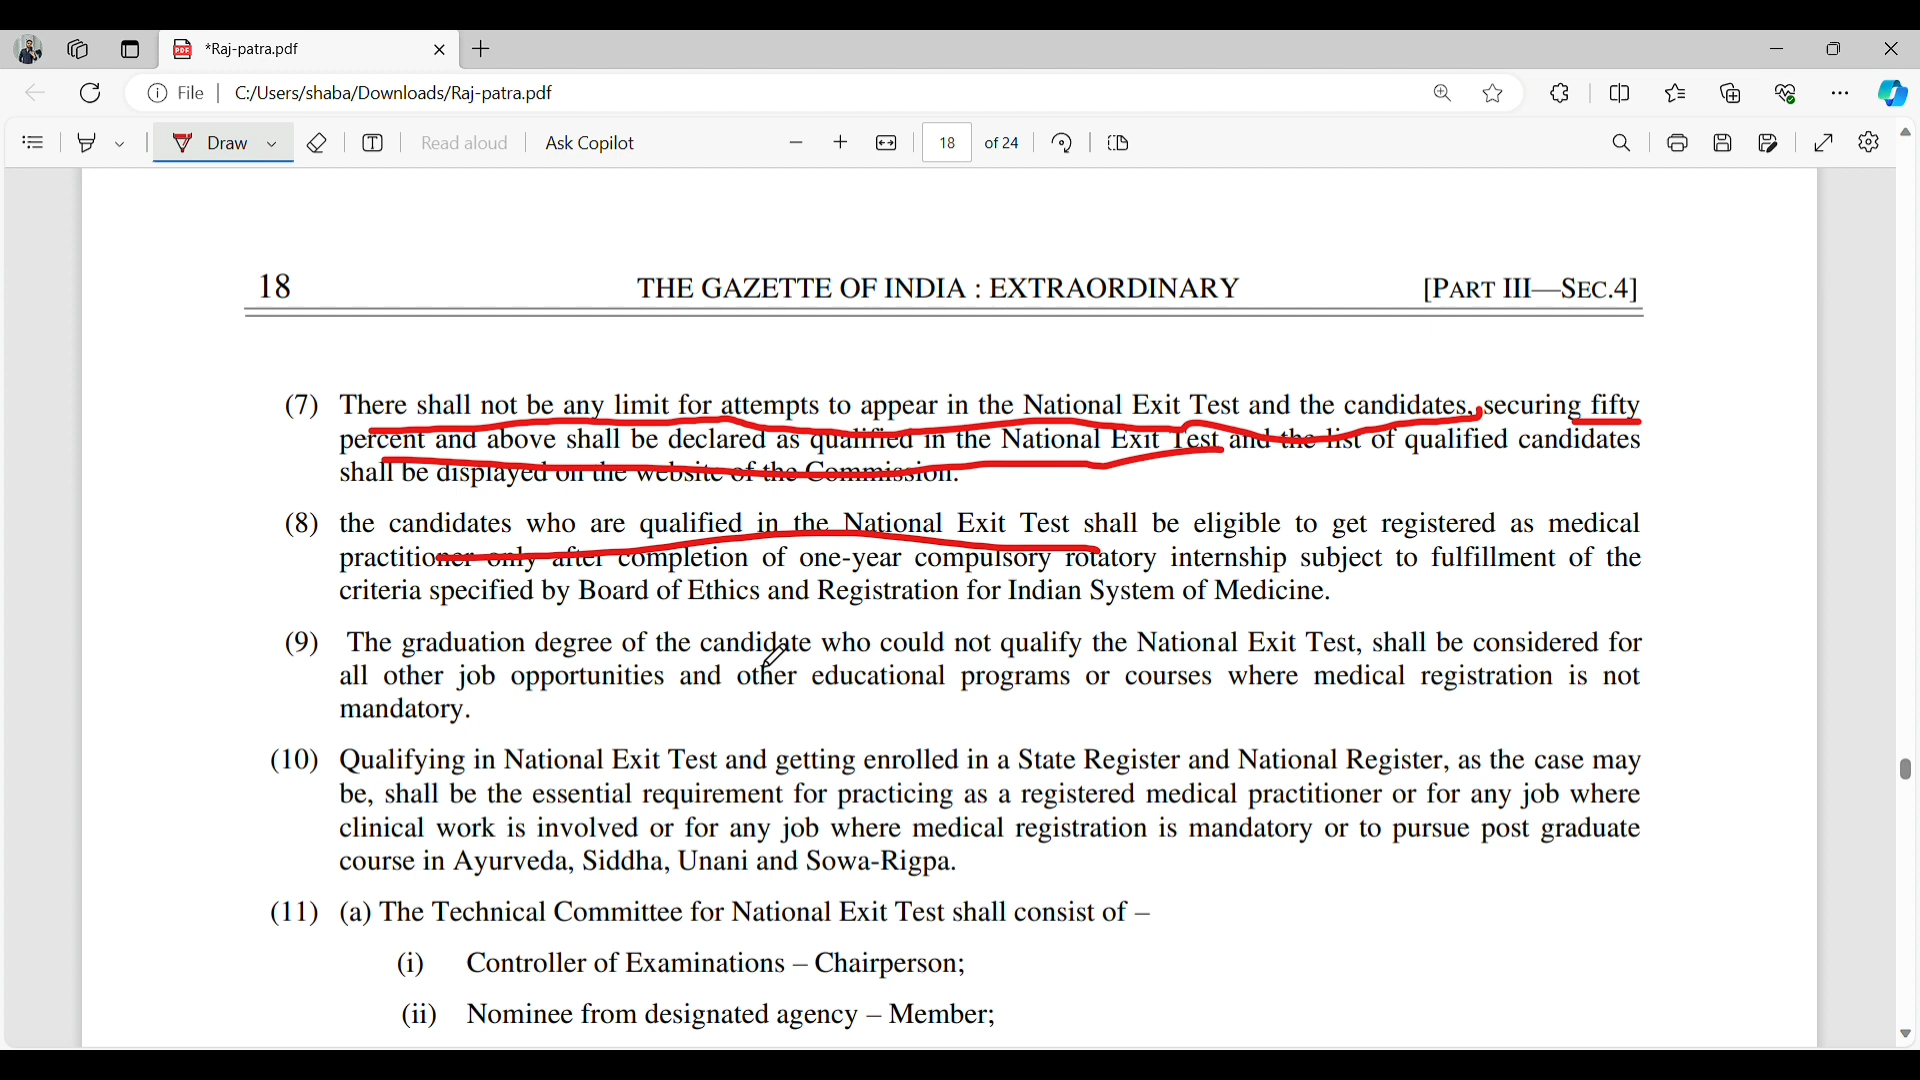 *Raj-patra.pdf
File
C:/Users/shaba/Downloads/Raj-patra.pdf
Draw
Read aloud
Ask Copilot
18 of 24
18 THE GAZETTE OF INDIA : EXTRAORDINARY [PART III—SEC.4]
(7) There shall not be any limit for attempts to appear in the National Exit Test and the candidates, securing fifty
percent and above shall be declared as qualified in the National Exit Test and the list of qualified candidates
shall be displayed on the website of the Commission.
(8) the candidates who are qualified in the National Exit Test shall be eligible to get registered as medical
practitioner only after completion of one-year compulsory rotatory internship subject to fulfillment of the
criteria specified by Board of Ethics and Registration for Indian System of Medicine.
(9) The graduation degree of the candidate who could not qualify the National Exit Test, shall be considered for
all other job opportunities and other educational programs or courses where medical registration is not
mandatory.
(10) Qualifying in National Exit Test and getting enrolled in a State Register and National Register, as the case may
be, shall be the essential requirement for practicing as a registered medical practitioner or for any job where
clinical work is involved or for any job where medical registration is mandatory or to pursue post graduate
course in Ayurveda, Siddha, Unani and Sowa-Rigpa.
(11) (a) The Technical Committee for National Exit Test shall consist of –
(i) Controller of Examinations – Chairperson;
(ii) Nominee from designated agency – Member;